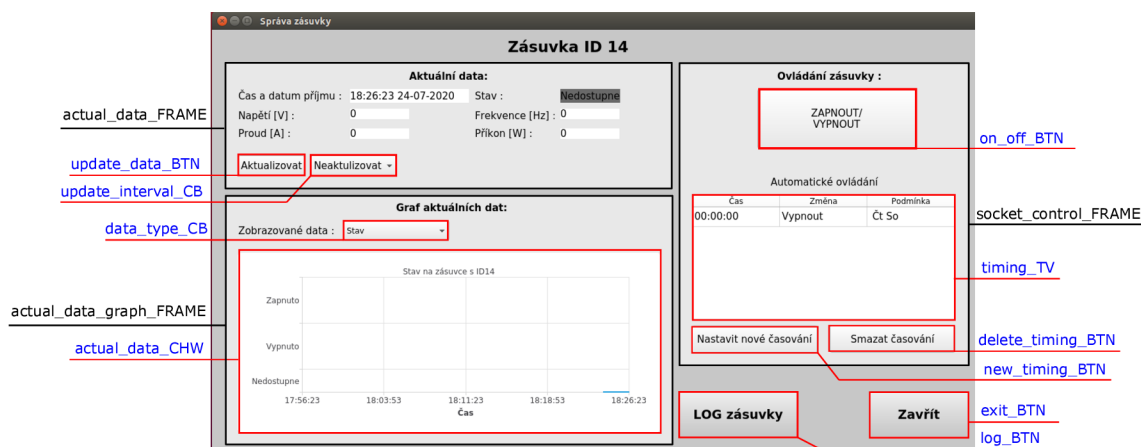 Správa zásuvky
Zásuvka ID 14
Aktuální data:
Čas a datum příjmu : 18:26:23 24-07-2020 Stav : Nedostupne
Napětí [V] : 0 Frekvence [Hz] : 0
Proud [A] : 0 Příkon [W] : 0
Aktualizovat Neaktulizovat
Graf aktuálních dat:
Zobrazované data : Stav
Stav na zásuvce s ID14
Zapnuto
Vypnuto
Nedostupne
17:56:23 18:03:53 18:11:23 18:18:53 18:26:23
Čas
Ovládání zásuvky :
ZAPNOUT/
VYPNOUT
Automatické ovládání
Čas Změna Podmínka
00:00:00 Vypnout Čt So
Nastavit nové časování Smazat časování
LOG zásuvky Zavřít
actual_data_FRAME
update_data_BTN
update_interval_CB
data_type_CB
actual_data_graph_FRAME
actual_data_CHW
on_off_BTN
socket_control_FRAME
timing_TV
delete_timing_BTN
new_timing_BTN
exit_BTN
log_BTN